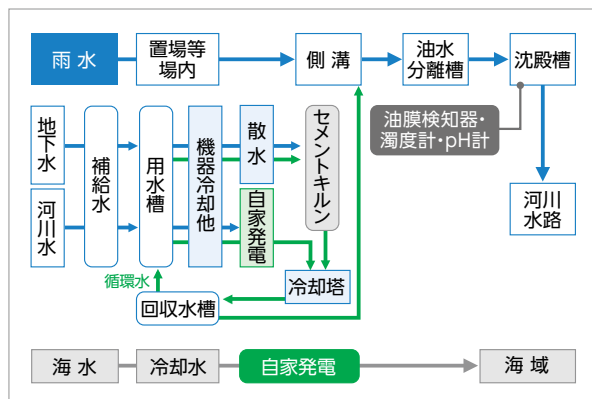 雨水
置場等
場内
側溝
油水
分離槽
沈殿槽
油膜検知器・
濁度計・pH計
河川
水路
地下水
河川水
補給水
用水槽
機器冷却他
散水
自家発電
セメントキルン
冷却塔
循環水
回収水槽
海水
冷却水
自家発電
海域